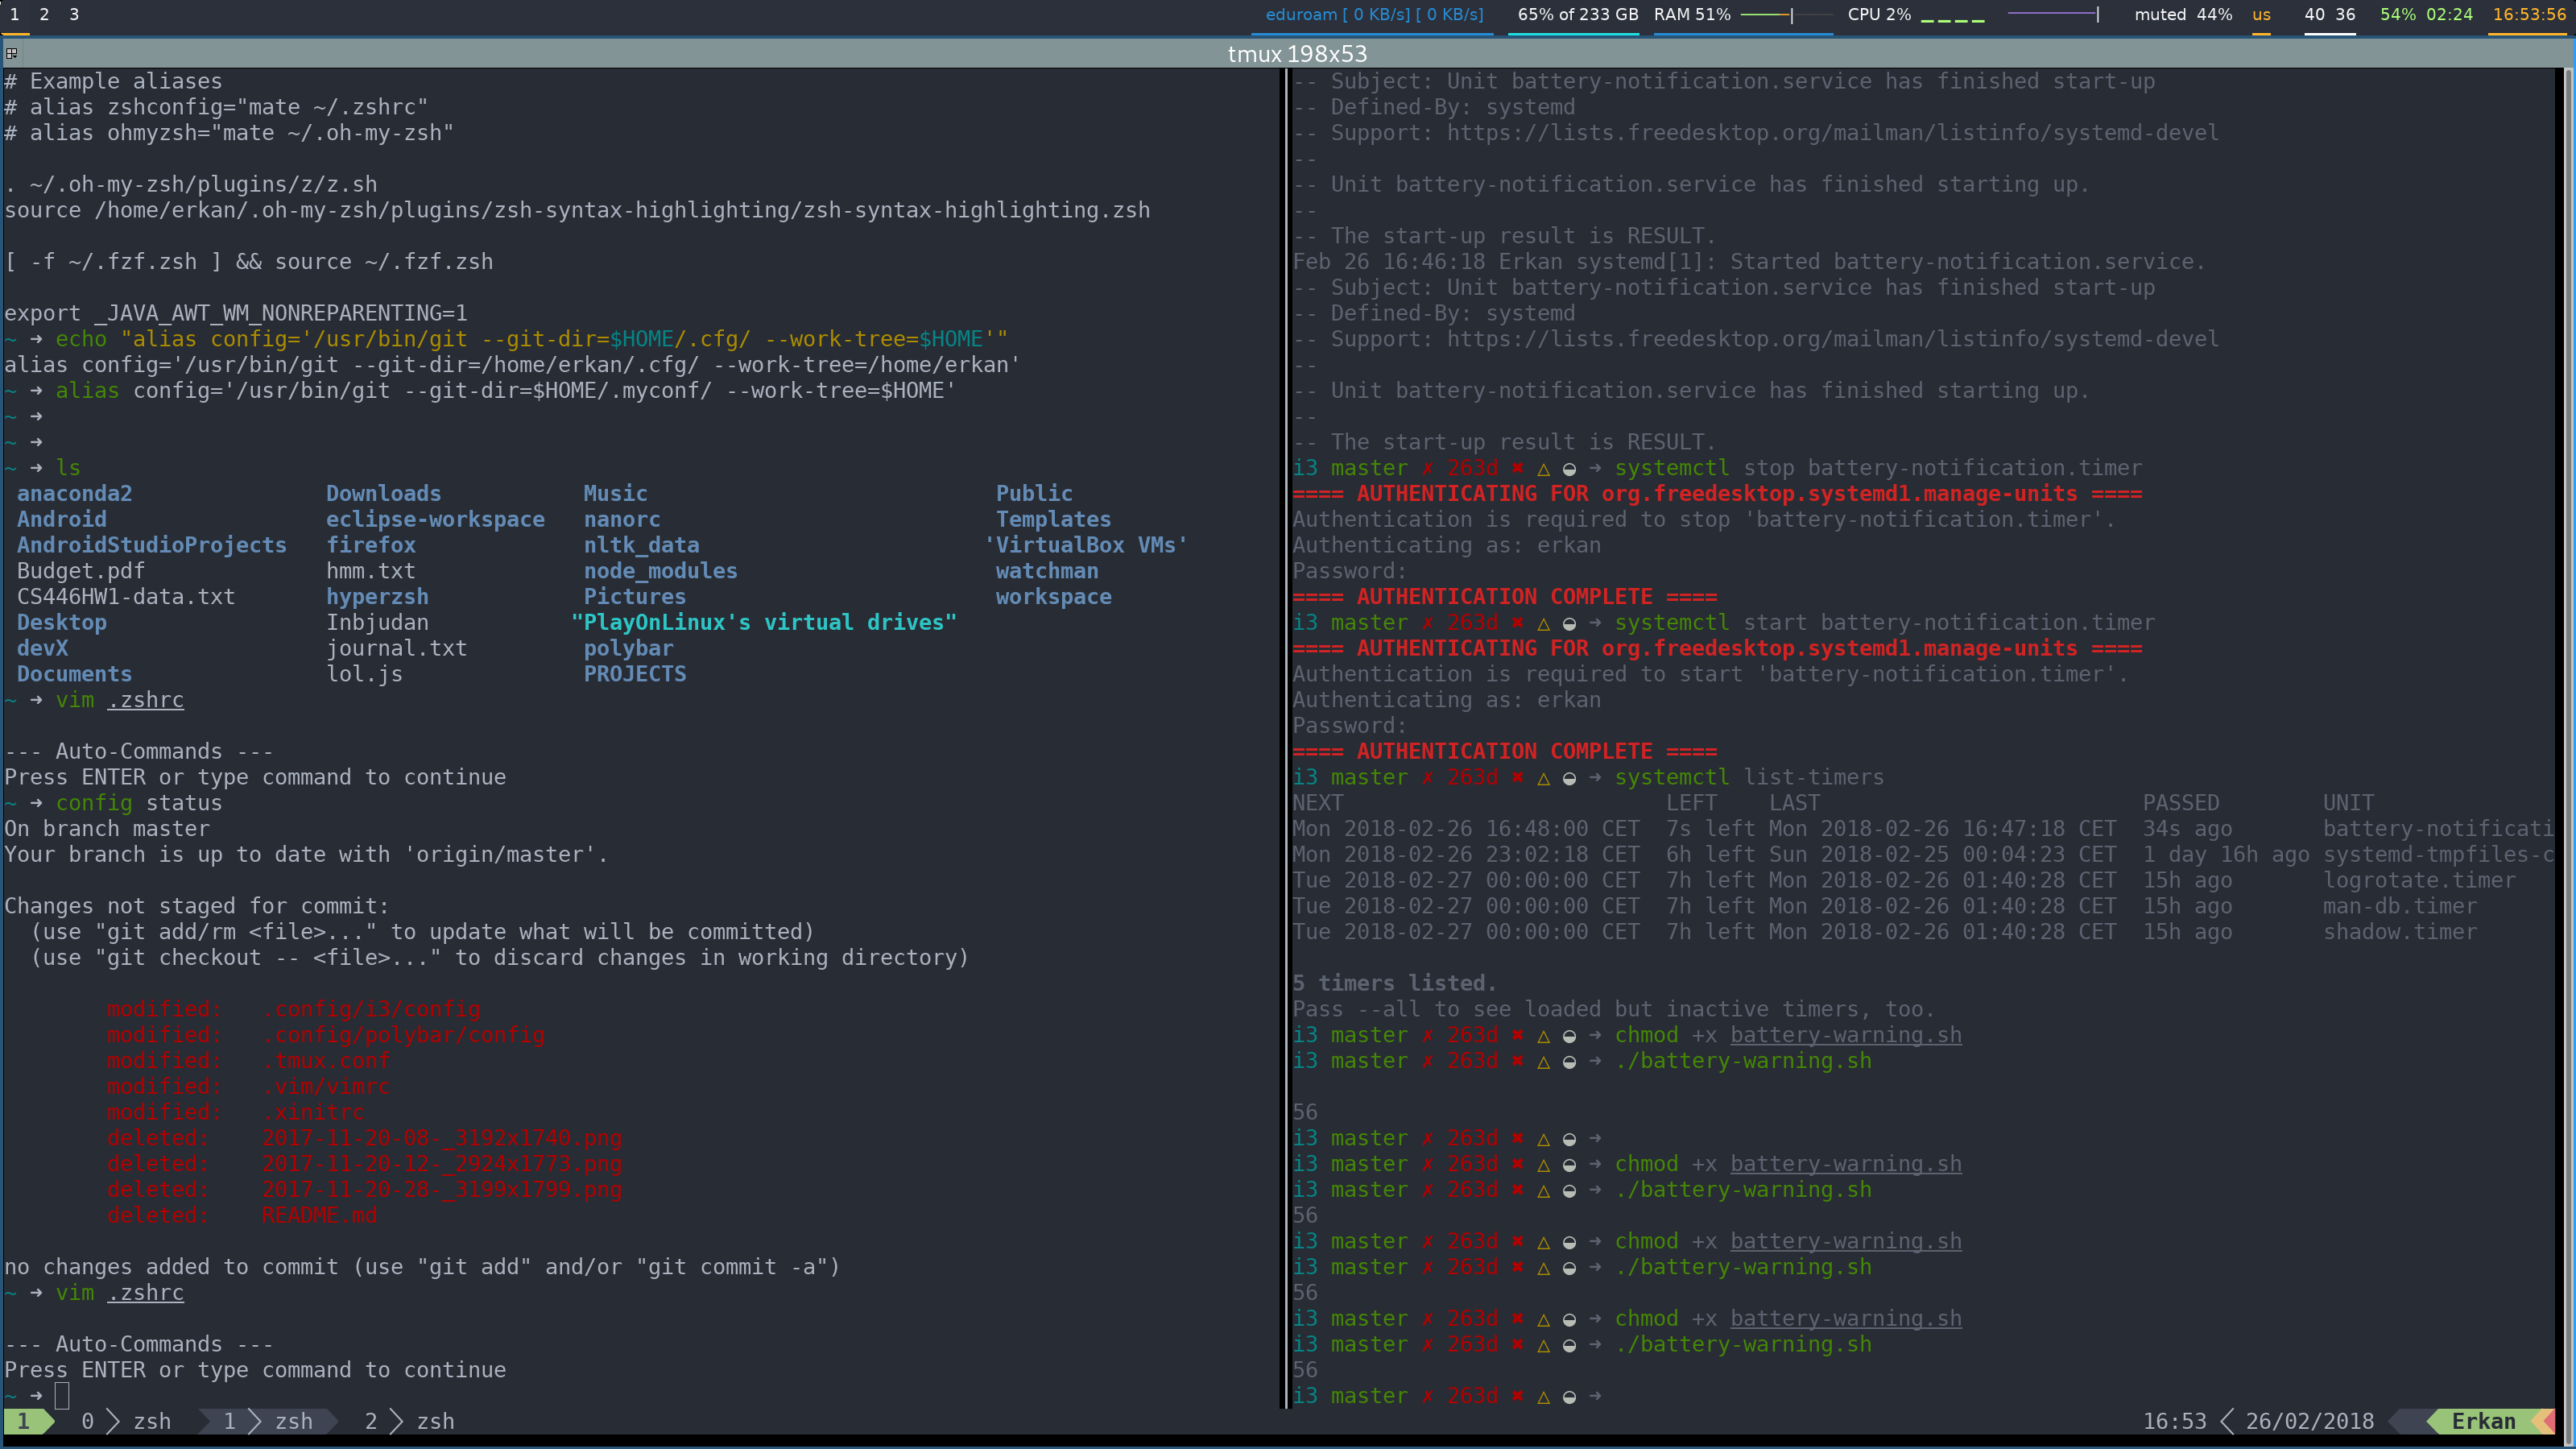 1 2 3 eduroam [ 0 KB/s] [ 0 KB/s] 65% of 233 GB RAM 51% CPU 2% muted 44% us 40 36 54% 02:24 16:53:56
tmux 198x53
# Example aliases
# alias zshconfig="mate ~/.zshrc"
# alias ohmyzsh="mate ~/.oh-my-zsh"
. ~/.oh-my-zsh/plugins/z/z.sh
source /home/erkan/.oh-my-zsh/plugins/zsh-syntax-highlighting/zsh-syntax-highlighting.zsh
[ -f ~/.fzf.zsh ] && source ~/.fzf.zsh
export _JAVA_AWT_WM_NONREPARENTING=1
~ ➜ echo "alias config='/usr/bin/git --git-dir=$HOME/.cfg/ --work-tree=$HOME'"
alias config='/usr/bin/git --git-dir=/home/erkan/.cfg/ --work-tree=/home/erkan'
~ ➜ alias config='/usr/bin/git --git-dir=$HOME/.myconf/ --work-tree=$HOME'
~ ➜
~ ➜
~ ➜ ls
anaconda2 Downloads Music Public
Android eclipse-workspace nanorc Templates
AndroidStudioProjects firefox nltk_data 'VirtualBox VMs'
Budget.pdf hmm.txt node_modules watchman
CS446HW1-data.txt hyperzsh Pictures workspace
Desktop Inbjudan "PlayOnLinux's virtual drives"
devX journal.txt polybar
Documents lol.js PROJECTS
~ ➜ vim .zshrc
--- Auto-Commands ---
Press ENTER or type command to continue
~ ➜ config status
On branch master
Your branch is up to date with 'origin/master'.
Changes not staged for commit:
(use "git add/rm <file>..." to update what will be committed)
(use "git checkout -- <file>..." to discard changes in working directory)
modified: .config/i3/config
modified: .config/polybar/config
modified: .tmux.conf
modified: .vim/vimrc
modified: .xinitrc
deleted: 2017-11-20-08-_3192x1740.png
deleted: 2017-11-20-12-_2924x1773.png
deleted: 2017-11-20-28-_3199x1799.png
deleted: README.md
no changes added to commit (use "git add" and/or "git commit -a")
~ ➜ vim .zshrc
--- Auto-Commands ---
Press ENTER or type command to continue
~ ➜
-- Subject: Unit battery-notification.service has finished start-up
-- Defined-By: systemd
-- Support: https://lists.freedesktop.org/mailman/listinfo/systemd-devel
--
-- Unit battery-notification.service has finished starting up.
--
-- The start-up result is RESULT.
Feb 26 16:46:18 Erkan systemd[1]: Started battery-notification.service.
-- Subject: Unit battery-notification.service has finished start-up
-- Defined-By: systemd
-- Support: https://lists.freedesktop.org/mailman/listinfo/systemd-devel
--
-- Unit battery-notification.service has finished starting up.
--
-- The start-up result is RESULT.
i3 master ✗ 263d ✖ △ ◒ ➜ systemctl stop battery-notification.timer
==== AUTHENTICATING FOR org.freedesktop.systemd1.manage-units ====
Authentication is required to stop 'battery-notification.timer'.
Authenticating as: erkan
Password:
==== AUTHENTICATION COMPLETE ====
i3 master ✗ 263d ✖ △ ◒ ➜ systemctl start battery-notification.timer
==== AUTHENTICATING FOR org.freedesktop.systemd1.manage-units ====
Authentication is required to start 'battery-notification.timer'.
Authenticating as: erkan
Password:
==== AUTHENTICATION COMPLETE ====
i3 master ✗ 263d ✖ △ ◒ ➜ systemctl list-timers
NEXT LEFT LAST PASSED UNIT
Mon 2018-02-26 16:48:00 CET 7s left Mon 2018-02-26 16:47:18 CET 34s ago battery-notificati
Mon 2018-02-26 23:02:18 CET 6h left Sun 2018-02-25 00:04:23 CET 1 day 16h ago systemd-tmpfiles-c
Tue 2018-02-27 00:00:00 CET 7h left Mon 2018-02-26 01:40:28 CET 15h ago logrotate.timer
Tue 2018-02-27 00:00:00 CET 7h left Mon 2018-02-26 01:40:28 CET 15h ago man-db.timer
Tue 2018-02-27 00:00:00 CET 7h left Mon 2018-02-26 01:40:28 CET 15h ago shadow.timer
5 timers listed.
Pass --all to see loaded but inactive timers, too.
i3 master ✗ 263d ✖ △ ◒ ➜ chmod +x battery-warning.sh
i3 master ✗ 263d ✖ △ ◒ ➜ ./battery-warning.sh
56
i3 master ✗ 263d ✖ △ ◒ ➜
i3 master ✗ 263d ✖ △ ◒ ➜ chmod +x battery-warning.sh
i3 master ✗ 263d ✖ △ ◒ ➜ ./battery-warning.sh
56
i3 master ✗ 263d ✖ △ ◒ ➜ chmod +x battery-warning.sh
i3 master ✗ 263d ✖ △ ◒ ➜ ./battery-warning.sh
56
i3 master ✗ 263d ✖ △ ◒ ➜ chmod +x battery-warning.sh
i3 master ✗ 263d ✖ △ ◒ ➜ ./battery-warning.sh
56
i3 master ✗ 263d ✖ △ ◒ ➜
1 0 zsh 1 zsh 2 zsh 16:53 26/02/2018 Erkan